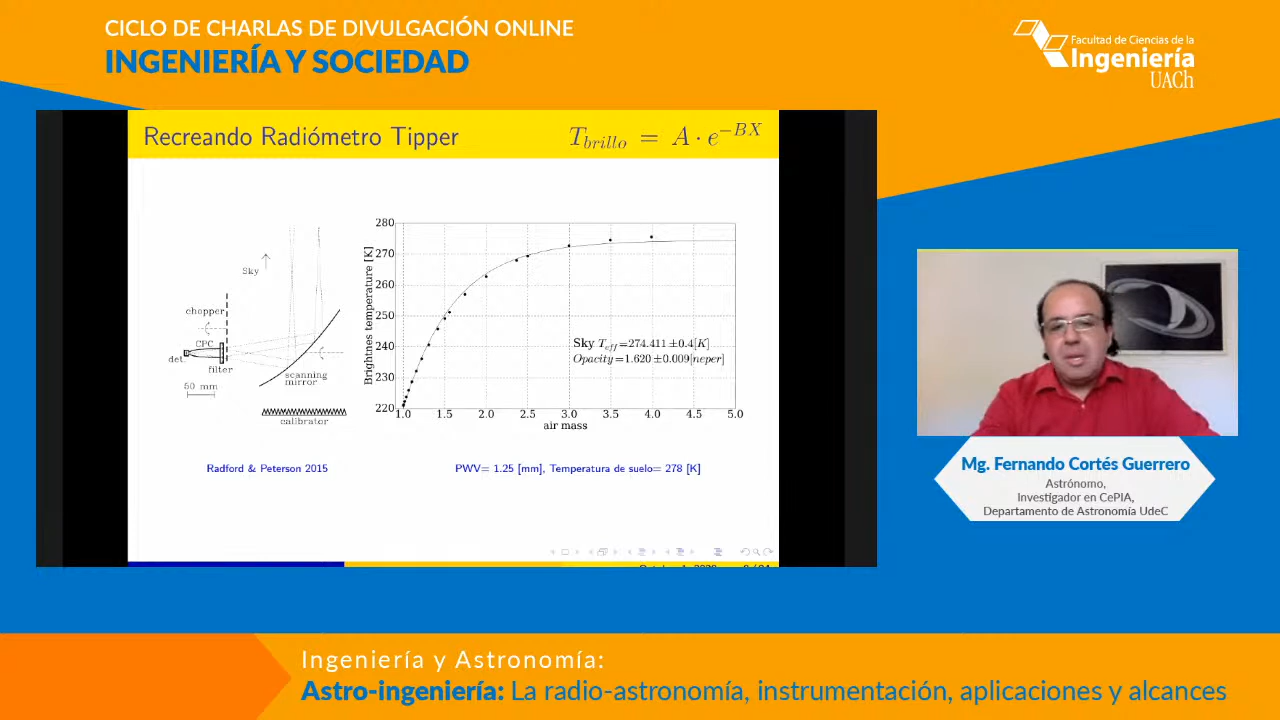 CICLO DE CHARLAS DE DIVULGACIÓN ONLINE
INGENIERÍA Y SOCIEDAD
Facultad de Ciencias de la
Ingeniería
UACh
Recreando Radiómetro Tipper
T_brillo = A · e^−BX
Sky
chopper
CPC
det.
filter
50 mm
scanning
mirror
calibrator
Radford & Peterson 2015
Brightnes temperature [K]
280
270
260
250
240
230
220
1.0 1.5 2.0 2.5 3.0 3.5 4.0 4.5 5.0
air mass
Sky T_eff=274.411±0.4[K]
Opacity=1.620±0.009[neper]
PWV= 1.25 [mm], Temperatura de suelo= 278 [K]
Mg. Fernando Cortés Guerrero
Astrónomo,
Investigador en CePIA,
Departamento de Astronomía UdeC
Ingeniería y Astronomía:
Astro-ingeniería: La radio-astronomía, instrumentación, aplicaciones y alcances